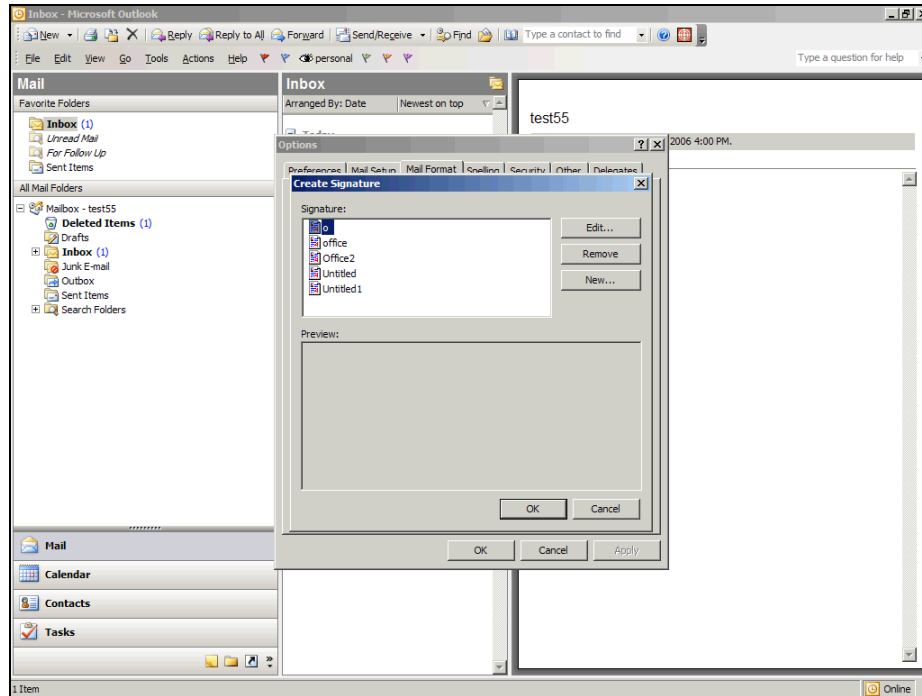 Inbox - Microsoft Outlook
New Reply Reply to All Forward Send/Receive Find Type a contact to find
File Edit View Go Tools Actions Help personal Type a question for help
Mail
Favorite Folders
Inbox (1)
Unread Mail
For Follow Up
Sent Items
All Mail Folders
Mailbox - test55
Deleted Items (1)
Drafts
Inbox (1)
Junk E-mail
Outbox
Sent Items
Search Folders
Mail
Calendar
Contacts
Tasks
Inbox
Arranged By: Date Newest on top
Today
test55
2006 4:00 PM.
Options
Preferences Mail Setup Mail Format Spelling Security Other Delegates
Create Signature
Signature:
o
office
Office2
Untitled
Untitled1
Edit...
Remove
New...
Preview:
OK Cancel
OK Cancel Apply
1 Item
Online